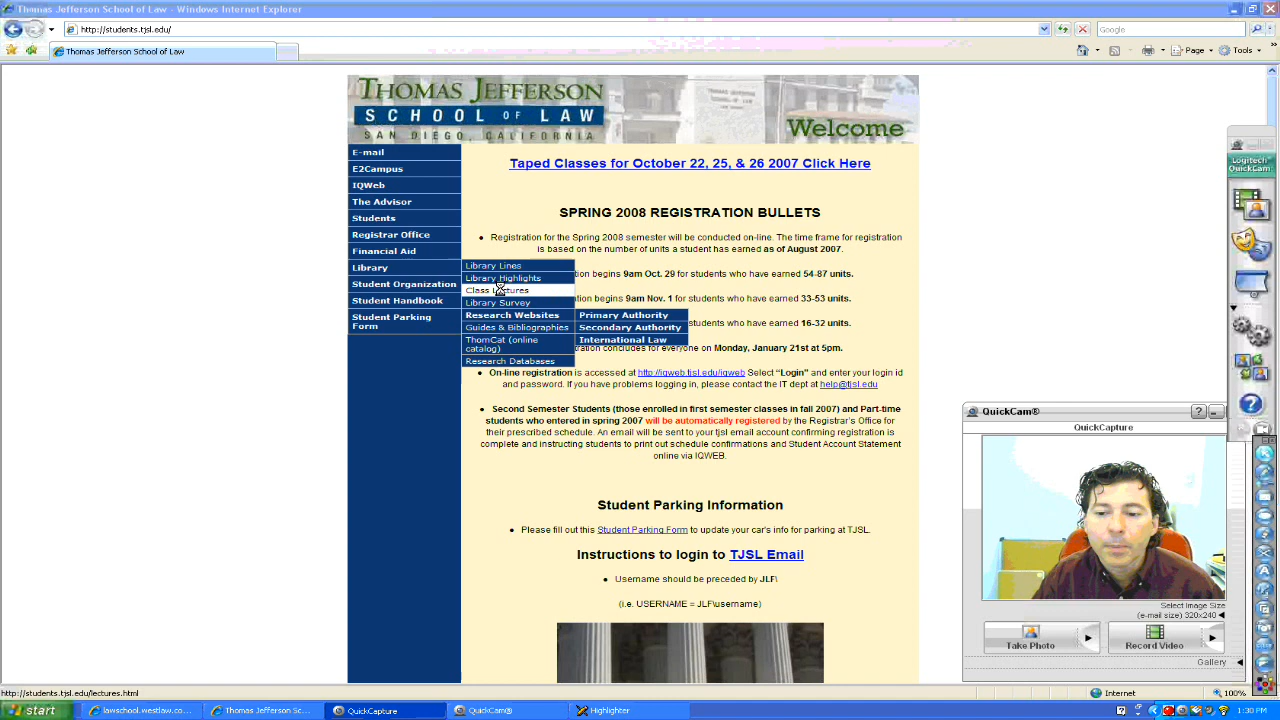 Thomas Jefferson School of Law - Windows Internet Explorer
http://students.tjsl.edu/
Google
Thomas Jefferson School of Law
Page
Tools
THOMAS JEFFERSON
SCHOOL OF LAW
SAN DIEGO, CALIFORNIA
Welcome
E-mail
E2Campus
IQWeb
The Advisor
Students
Registrar Office
Financial Aid
Library
Student Organization
Student Handbook
Student Parking
Form
Library Lines
Library Highlights
Class Lectures
Library Survey
Research Websites
Guides & Bibliographies
ThomCat (online
catalog)
Research Databases
Primary Authority
Secondary Authority
International Law
Taped Classes for October 22, 25, & 26 2007 Click Here
SPRING 2008 REGISTRATION BULLETS
• Registration for the Spring 2008 semester will be conducted on-line. The time frame for registration
is based on the number of units a student has earned as of August 2007.
tion begins 9am Oct. 29 for students who have earned 54-87 units.
tion begins 9am Nov. 1 for students who have earned 33-53 units.
students who have earned 16-32 units.
ration concludes for everyone on Monday, January 21st at 5pm.
• On-line registration is accessed at http://iqweb.tjsl.edu/iqweb Select “Login” and enter your login id
and password. If you have problems logging in, please contact the IT dept at help@tjsl.edu
• Second Semester Students (those enrolled in first semester classes in fall 2007) and Part-time
students who entered in spring 2007 will be automatically registered by the Registrar’s Office for
their prescribed schedule. An email will be sent to your tjsl email account confirming registration is
complete and instructing students to print out schedule confirmations and Student Account Statement
online via IQWEB.
Student Parking Information
• Please fill out this Student Parking Form to update your car's info for parking at TJSL.
Instructions to login to TJSL Email
• Username should be preceded by JLF\
(i.e. USERNAME = JLF\username)
Logitech
QuickCam
QuickCam®
QuickCapture
Select Image Size
(e-mail size) 320x240
Take Photo
Record Video
Gallery
http://students.tjsl.edu/lectures.html
Internet
100%
start
lawschool.westlaw.co...
Thomas Jefferson Sc...
QuickCapture
QuickCam®
Highlighter
1:38 PM